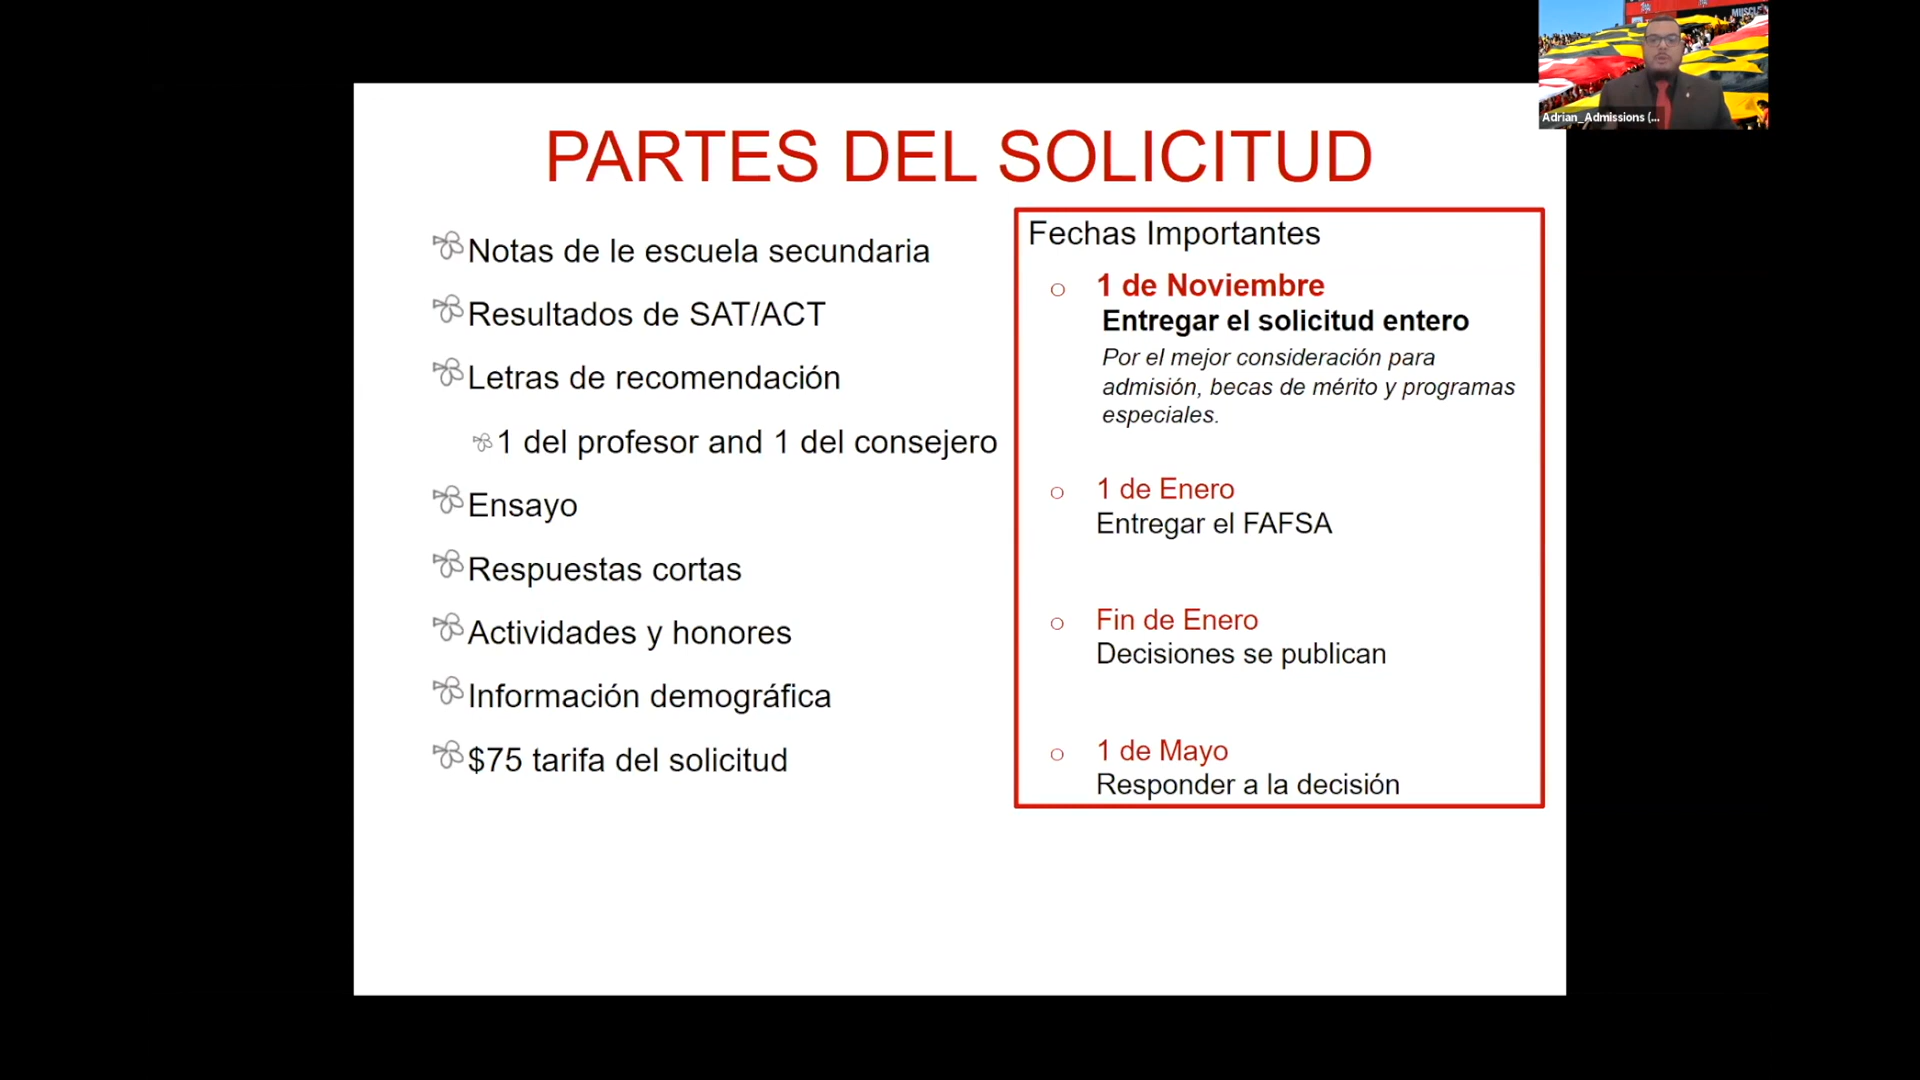 PARTES DEL SOLICITUD
Notas de le escuela secundaria
Resultados de SAT/ACT
Letras de recomendación
1 del profesor and 1 del consejero
Ensayo
Respuestas cortas
Actividades y honores
Información demográfica
$75 tarifa del solicitud
Fechas Importantes
1 de Noviembre
Entregar el solicitud entero
Por el mejor consideración para
admisión, becas de mérito y programas
especiales.
1 de Enero
Entregar el FAFSA
Fin de Enero
Decisiones se publican
1 de Mayo
Responder a la decisión
Adrian_Admissions (...